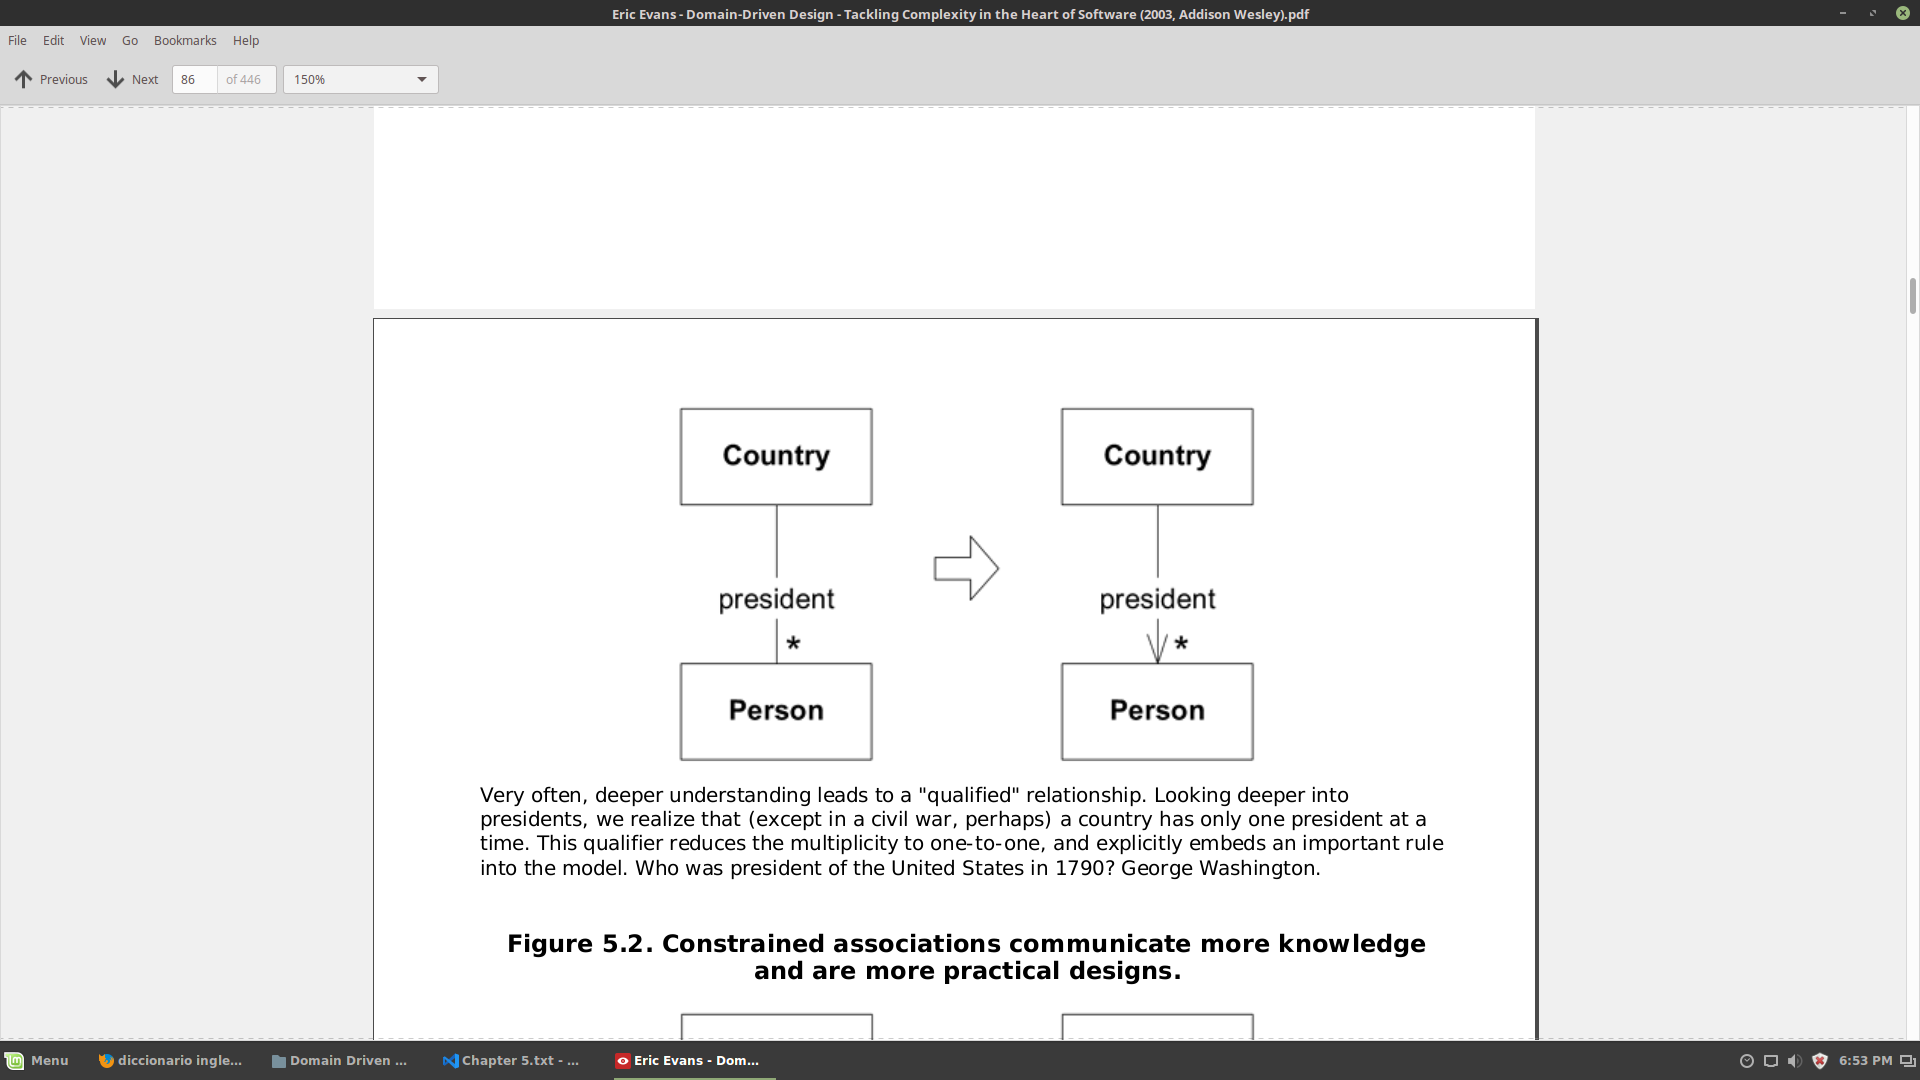 Eric Evans - Domain-Driven Design - Tackling Complexity in the Heart of Software (2003, Addison Wesley).pdf
File Edit View Go Bookmarks Help
Previous Next 86 of 446 150%
Country Country
president president
* *
Person Person
Very often, deeper understanding leads to a "qualified" relationship. Looking deeper into
presidents, we realize that (except in a civil war, perhaps) a country has only one president at a
time. This qualifier reduces the multiplicity to one-to-one, and explicitly embeds an important rule
into the model. Who was president of the United States in 1790? George Washington.
Figure 5.2. Constrained associations communicate more knowledge
and are more practical designs.
Menu diccionario ingle... Domain Driven ... Chapter 5.txt - ... Eric Evans - Dom... 6:53 PM